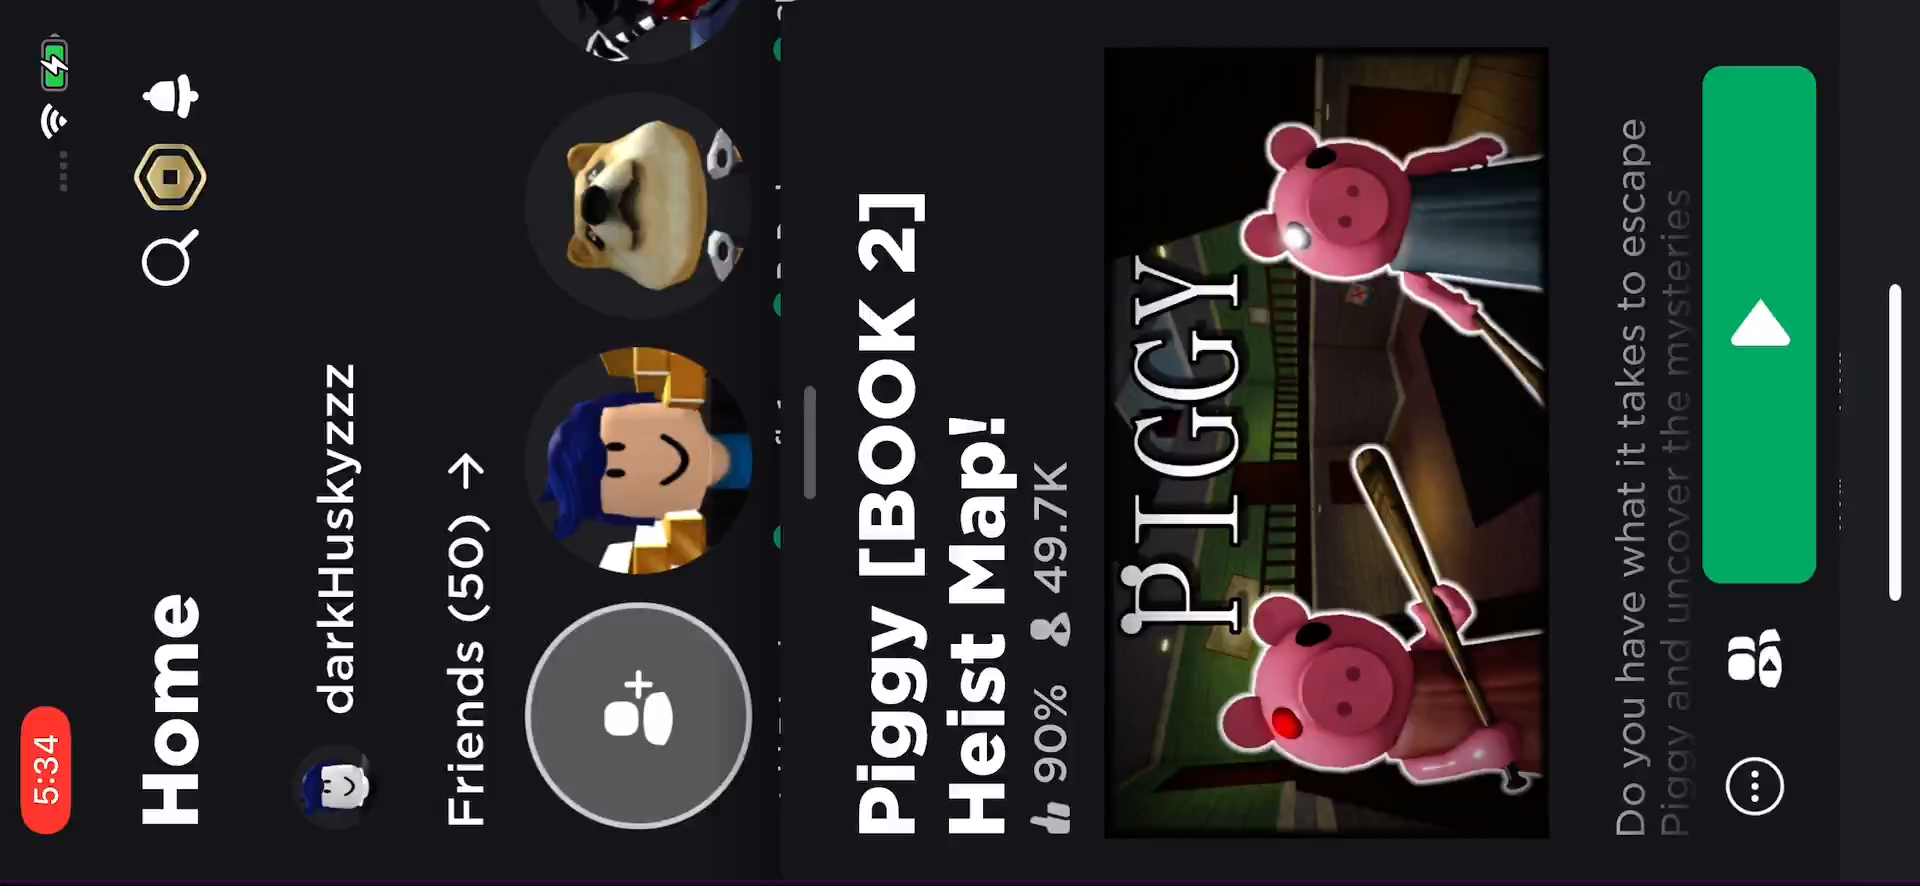 5:34
Home
darkHuskyzzz
Friends (50) →
Piggy [BOOK 2]
Heist Map!
90% 49.7K
PIGGY
Do you have what it takes to escape
Piggy and uncover the mysteries